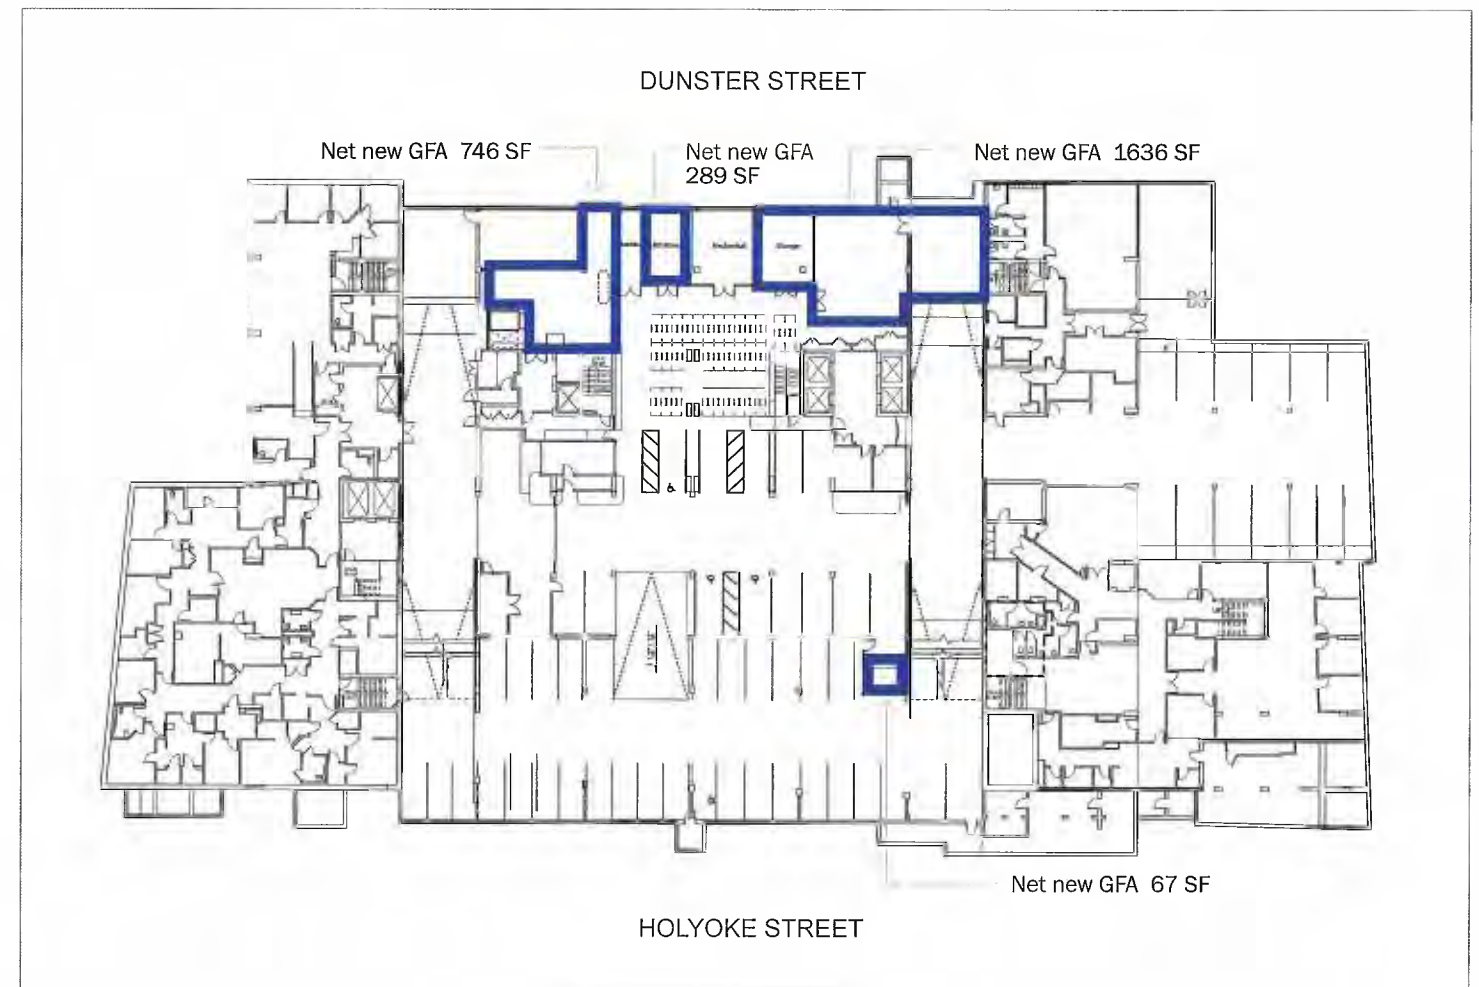 DUNSTER STREET
Net new GFA 746 SF
Net new GFA
289 SF
Net new GFA 1636 SF
Net new GFA 67 SF
HOLYOKE STREET